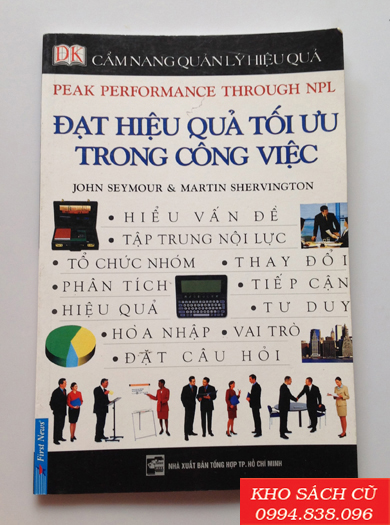 DK CẨM NANG QUẢN LÝ HIỆU QUẢ
PEAK PERFORMANCE THROUGH NPL
ĐẠT HIỆU QUẢ TỐI ƯU
TRONG CÔNG VIỆC
JOHN SEYMOUR & MARTIN SHERVINGTON
• HIỂU VẤN ĐỀ
• TẬP TRUNG NỘI LỰC
• TỔ CHỨC NHÓM • THAY ĐỔI
• PHÂN TÍCH • TIẾP CẬN
• HIỆU QUẢ • TƯ DUY
• HÒA NHẬP • VAI TRÒ
• ĐẶT CÂU HỎI
First News
NHÀ XUẤT BẢN TỔNG HỢP TP. HỒ CHÍ MINH
KHO SÁCH CŨ
0994.838.096